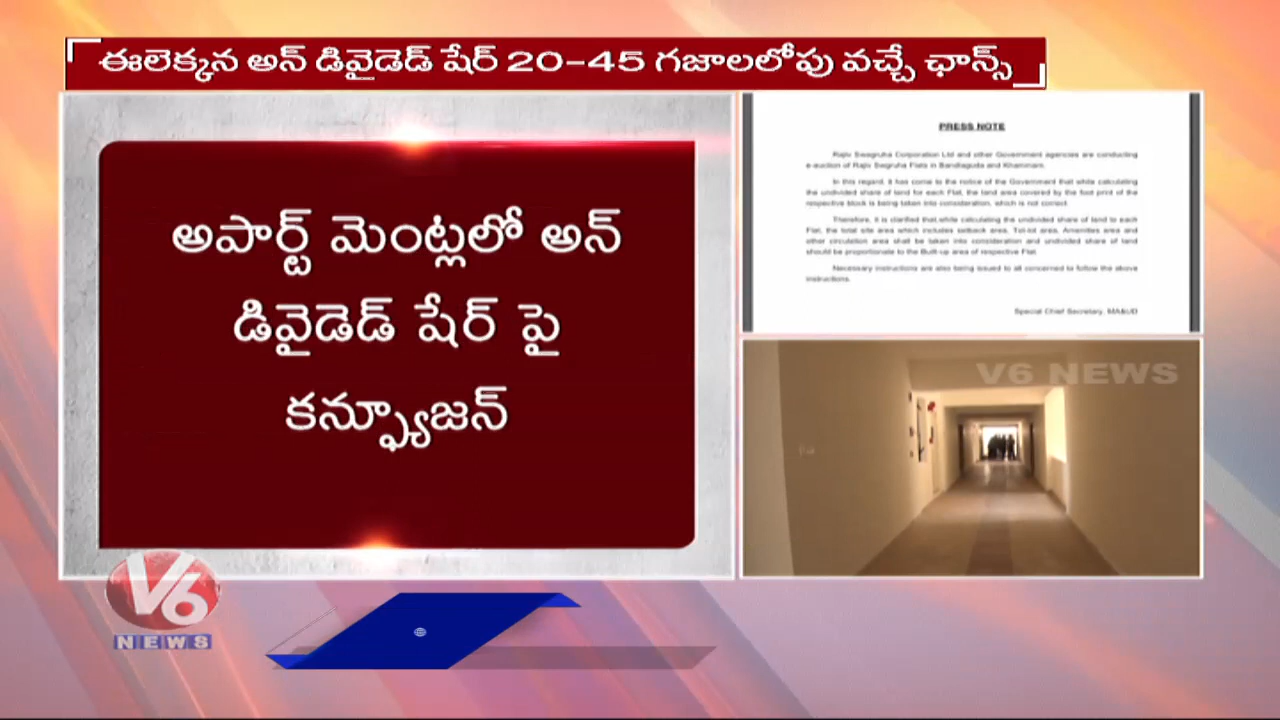 ఈలెక్కన అన్ డివైడెడ్ షేర్ 20-45 గజాలలోపు వచ్చే ఛాన్స్
అపార్ట్ మెంట్లలో అన్
డివైడెడ్ షేర్ పై
కన్ఫ్యూజన్
PRESS NOTE
Rajiv Swagruha Corporation Ltd and other Government agencies are conducting
e-auction of Rajiv Swgruha Flats in Bandlaguda and Khammam.
In this regard, it has come to the notice of the Government that while calculating
the undivided share of land for each Flat, the land area covered by the foot print of the
respective block is being taken into consideration, which is not correct.
Therefore, it is clarified that while calculating the undivided share of land to each
Flat, the total site area which includes setback area, Tot-lot area, Amenities area and
other circulation area shall be taken into consideration and undivided share of land
should be proportionate to the Built-up area of respective Flat.
Necessary instructions are also being issued to all concerned to follow the above
instructions.
Special Chief Secretary, MA&UD
V6 NEWS
V6
NEWS